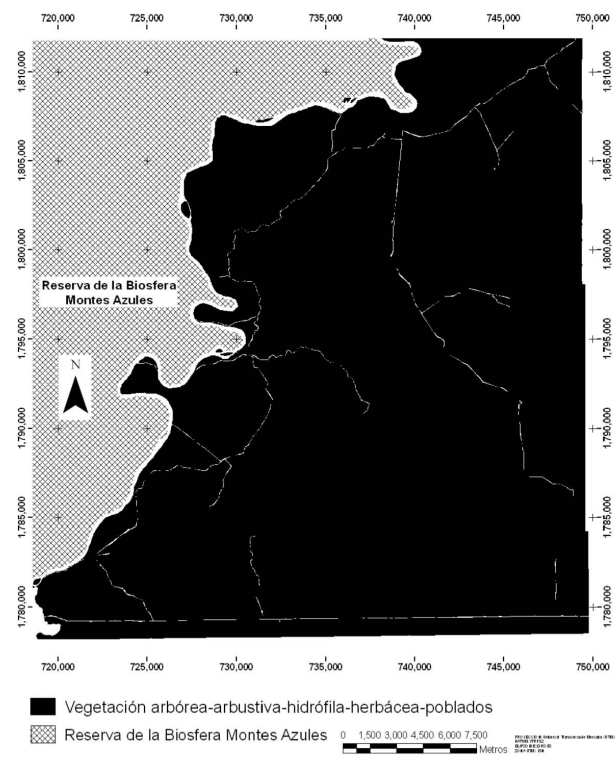 720,000 725,000 730,000 735,000 740,000 745,000 750,000
1,810,000 1,810,000
1,805,000 1,805,000
1,800,000 1,800,000
Reserva de la Biosfera
Montes Azules
1,795,000 1,795,000
N
1,790,000 1,790,000
1,785,000 1,785,000
1,780,000 1,780,000
720,000 725,000 730,000 735,000 740,000 745,000 750,000
Vegetación arbórea-arbustiva-hidrófila-herbácea-poblados
Reserva de la Biosfera Montes Azules
0 1,500 3,000 4,500 6,000 7,500
Metros